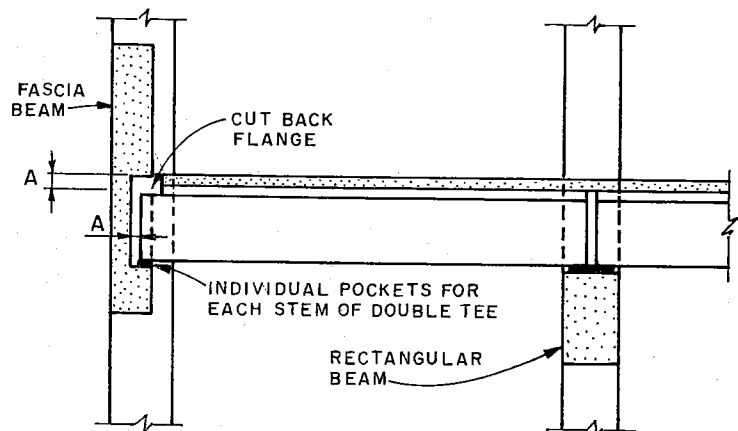 FASCIA
BEAM
CUT BACK
FLANGE
A
A
INDIVIDUAL POCKETS FOR
EACH STEM OF DOUBLE TEE
RECTANGULAR
BEAM